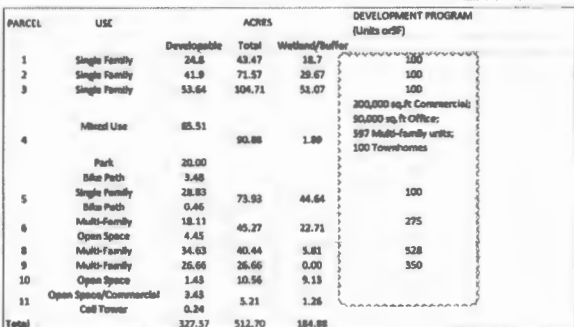 PARCEL USE ACRES DEVELOPMENT PROGRAM
(Units orSF)
Developable Total Wetland/Buffer
1 Single Family 24.8 43.47 18.7 100
2 Single Family 41.9 71.57 29.67 100
3 Single Family 53.64 104.71 51.07 100
200,000 sq.ft Commercial;
Mixed Use 65.51 50,000 sq.ft Office;
4 90.88 1.89 597 Multi-family units;
100 Townhomes
Park 20.00
Bike Path 3.48
Single Family 28.83 100
5 73.93 44.64
Bike Path 0.46
Multi-Family 18.11 275
6 45.27 22.71
Open Space 4.45
8 Multi-Family 34.63 40.44 5.81 528
9 Multi-Family 26.66 26.66 0.00 350
10 Open Space 1.43 10.56 9.13
Open Space/Commercial 3.43
11 5.21 1.26
Cell Tower 0.24
Total 327.57 512.70 184.88